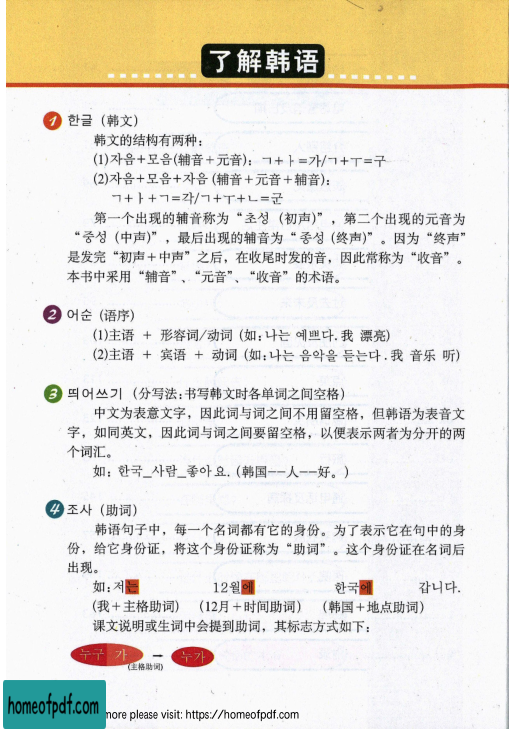 了解韩语
1 한글（韩文）
韩文的结构有两种：
(1)자음＋모음(辅音＋元音)：ㄱ＋ㅏ＝가/ㄱ＋ㅜ＝구
(2)자음＋모음＋자음 (辅音＋元音＋辅音)：
ㄱ＋ㅏ＋ㄱ＝각/ㄱ＋ㅜ＋ㄴ＝군
第一个出现的辅音称为“초성（初声）”，第二个出现的元音为
“중성（中声）”，最后出现的辅音为“종성（终声）”。因为“终声”
是发完“初声＋中声”之后，在收尾时发的音，因此常称为“收音”。
本书中采用“辅音”、“元音”、“收音”的术语。
2 어순 (语序)
(1)主语 ＋ 形容词/动词 (如：나는 예쁘다.我 漂亮)
(2)主语 ＋ 宾语 ＋ 动词 (如：나는 음악을 듣는다.我 音乐 听)
3 띄어쓰기（分写法：书写韩文时各单词之间空格）
中文为表意文字，因此词与词之间不用留空格，但韩语为表音文
字，如同英文，因此词与词之间要留空格，以便表示两者为分开的两
个词汇。
如：한국_사람_좋아요.(韩国--人--好。)
4 조사（助词）
韩语句子中，每一个名词都有它的身份。为了表示它在句中的身
份，给它身份证，将这个身份证称为“助词”。这个身份证在名词后
出现。
如：저는 12월에 한국에 갑니다.
(我＋主格助词) (12月＋时间助词) (韩国＋地点助词)
课文说明或生词中会提到助词，其标志方式如下：
누구 가 → 누가
(主格助词)
homeofpdf.com
more please visit: https://homeofpdf.com